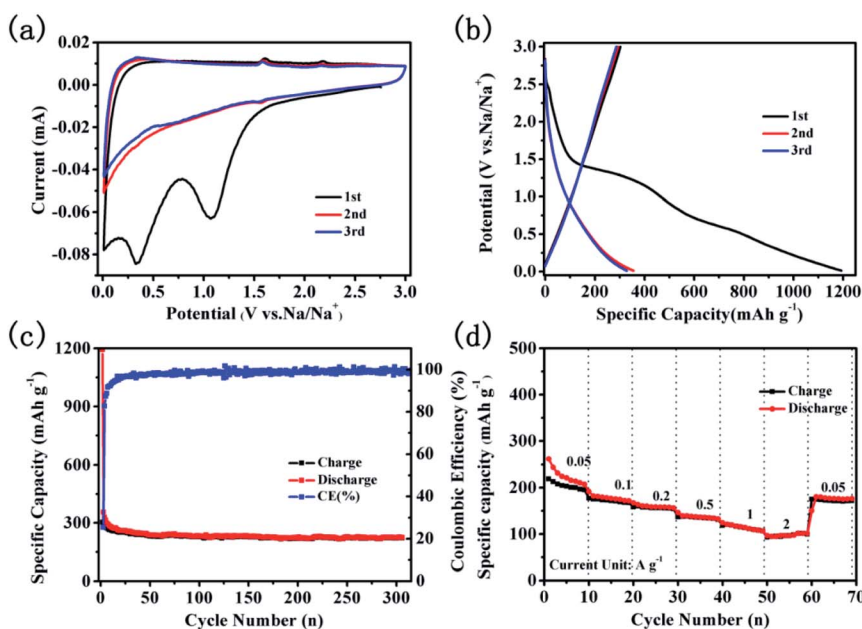 (a)
0.02
0.00
-0.02
-0.04
-0.06
-0.08
Current (mA)
1st
2nd
3rd
0.0 0.5 1.0 1.5 2.0 2.5 3.0
Potential (V vs.Na/Na+)
(b)
3.0
2.5
2.0
1.5
1.0
0.5
0.0
Potential (V vs.Na/Na+)
1st
2nd
3rd
0 200 400 600 800 1000 1200
Specific Capacity(mAh g-1)
(c)
1200
1050
900
750
600
450
300
150
0
Specific Capacity (mAh g-1)
Charge
Discharge
CE(%)
100
80
60
40
20
0
Coulombic Efficiency (%)
0 50 100 150 200 250 300
Cycle Number (n)
(d)
500
400
300
200
100
0
Specific capacity (mAh g-1)
Charge
Discharge
0.05
0.1
0.2
0.5
1
2
0.05
Current Unit: A g-1
0 10 20 30 40 50 60 70
Cycle Number (n)